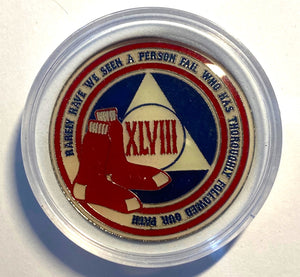 RARELY HAVE WE SEEN A PERSON FAIL WHO HAS THOROUGHLY FOLLOWED OUR PATH
XLVIII